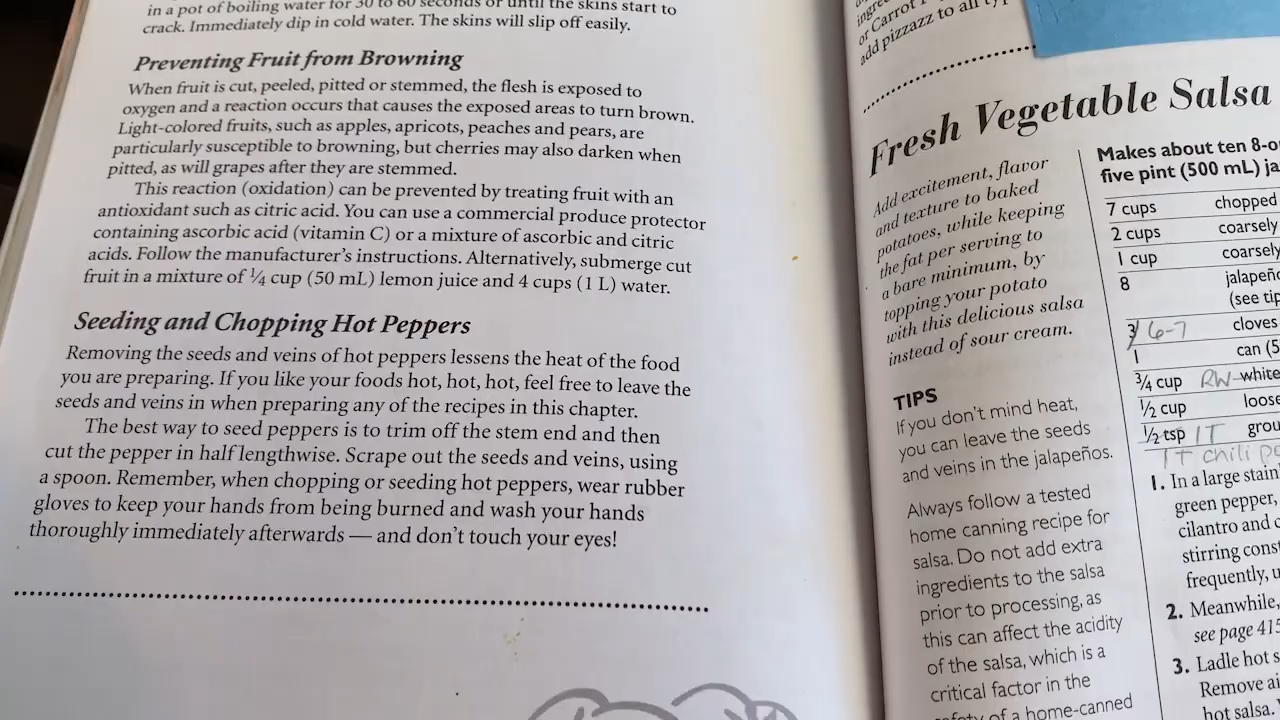 in a pot of boiling water for 30 to 60 seconds or until the skins start to
crack. Immediately dip in cold water. The skins will slip off easily.
Preventing Fruit from Browning
When fruit is cut, peeled, pitted or stemmed, the flesh is exposed to
oxygen and a reaction occurs that causes the exposed areas to turn brown.
Light-colored fruits, such as apples, apricots, peaches and pears, are
particularly susceptible to browning, but cherries may also darken when
pitted, as will grapes after they are stemmed.
This reaction (oxidation) can be prevented by treating fruit with an
antioxidant such as citric acid. You can use a commercial produce protector
containing ascorbic acid (vitamin C) or a mixture of ascorbic and citric
acids. Follow the manufacturer's instructions. Alternatively, submerge cut
fruit in a mixture of ¼ cup (50 mL) lemon juice and 4 cups (1 L) water.
Seeding and Chopping Hot Peppers
Removing the seeds and veins of hot peppers lessens the heat of the food
you are preparing. If you like your foods hot, hot, hot, feel free to leave the
seeds and veins in when preparing any of the recipes in this chapter.
The best way to seed peppers is to trim off the stem end and then
cut the pepper in half lengthwise. Scrape out the seeds and veins, using
a spoon. Remember, when chopping or seeding hot peppers, wear rubber
gloves to keep your hands from being burned and wash your hands
thoroughly immediately afterwards — and don't touch your eyes!
or Carrot
add pizzazz to all
Fresh Vegetable Salsa
Add excitement, flavor
and texture to baked
potatoes, while keeping
the fat per serving to
a bare minimum, by
topping your potato
with this delicious salsa
instead of sour cream.
TIPS
If you don't mind heat,
you can leave the seeds
and veins in the jalapeños.
Always follow a tested
home canning recipe for
salsa. Do not add extra
ingredients to the salsa
prior to processing, as
this can affect the acidity
of the salsa, which is a
critical factor in the
of a home-canned
Makes about ten 8-o
five pint (500 mL) ja
7 cups chopped
2 cups coarsely
1 cup coarsely
8 jalapeñ
(see tip
3 6-7 cloves
1 can (5
¾ cup RW white
½ cup loose
½ tsp 1T grou
1T chili p
1. In a large stain
green pepper,
cilantro and c
stirring const
frequently, u
2. Meanwhile,
see page 415
3. Ladle hot s
Remove ai
hot salsa.